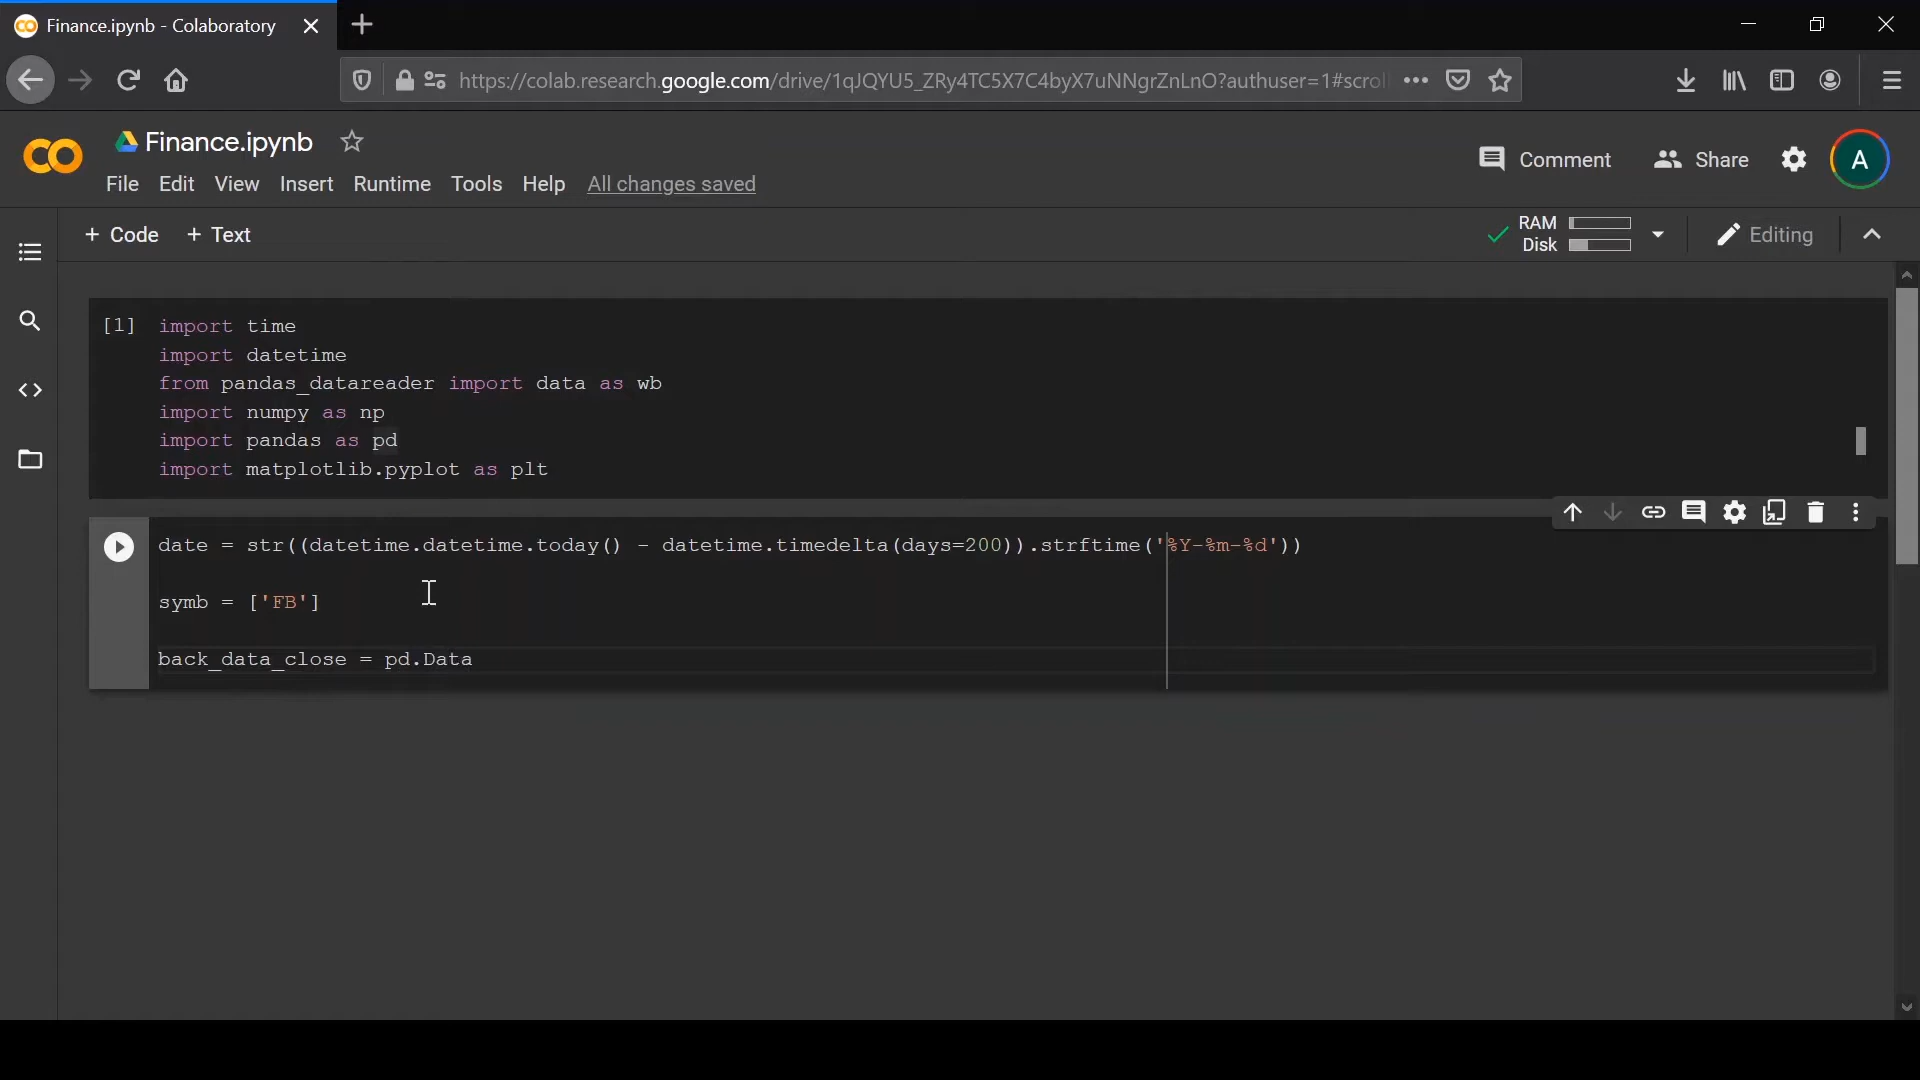 Finance.ipynb - Colaboratory
https://colab.research.google.com/drive/1qJQYU5_ZRy4TC5X7C4byX7uNNgrZnLnO?authuser=1#scroll
Finance.ipynb
Comment Share A
File Edit View Insert Runtime Tools Help All changes saved
+ Code + Text
RAM
Disk
Editing
[1] import time
import datetime
from pandas_datareader import data as wb
import numpy as np
import pandas as pd
import matplotlib.pyplot as plt
date = str((datetime.datetime.today() - datetime.timedelta(days=200)).strftime('%Y-%m-%d'))
symb = ['FB']
back_data_close = pd.Data